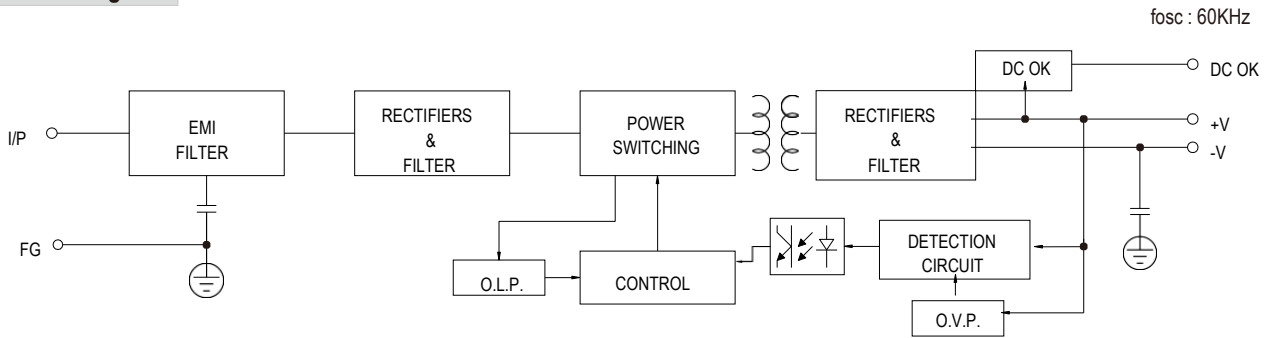 fosc : 60KHz
DC OK
DC OK
I/P
EMI
FILTER
RECTIFIERS
&
FILTER
POWER
SWITCHING
RECTIFIERS
&
FILTER
+V
-V
FG
O.L.P.
CONTROL
DETECTION
CIRCUIT
O.V.P.